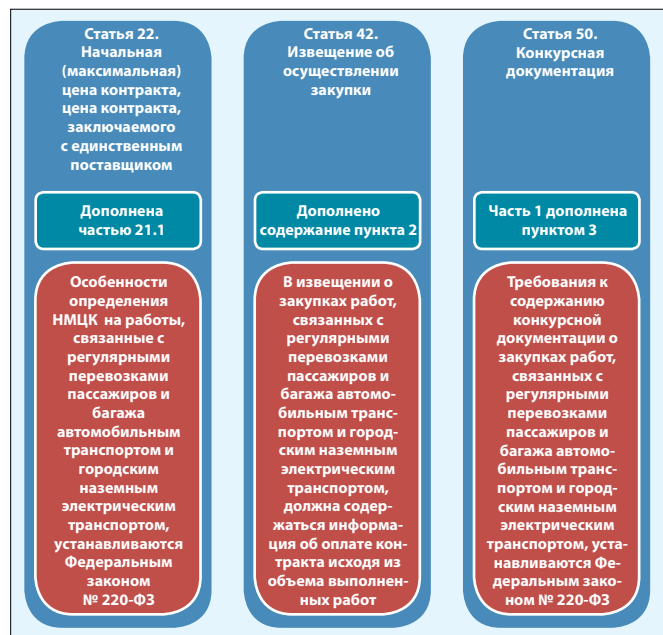 Статья 22.
Начальная
(максимальная)
цена контракта,
цена контракта,
заключаемого
с единственным
поставщиком
Дополнена
частью 21.1
Особенности
определения
НМЦК на работы,
связанные с
регулярными
перевозками
пассажиров и
багажа
автомобильным
транспортом и
городским
наземным
электрическим
транспортом,
устанавливаются
Федеральным
законом
№ 220-ФЗ
Статья 42.
Извещение об
осуществлении
закупки
Дополнено
содержание пункта 2
В извещении о
закупках работ,
связанных с
регулярными
перевозками
пассажиров и
багажа автомо-
бильным транс-
портом и город-
ским наземным
электрическим
транспортом,
должна содер-
жаться информа-
ция об оплате кон-
тракта исходя из
объема выполнен-
ных работ
Статья 50.
Конкурсная
документация
Часть 1 дополнена
пунктом 3
Требования к
содержанию
конкурсной
документации о
закупках работ,
связанных с
регулярными
перевозками
пассажиров и
багажа автомо-
бильным транс-
портом и город-
ским наземным
электрическим
транспортом, уста-
навливаются Фе-
деральным зако-
ном № 220-ФЗ